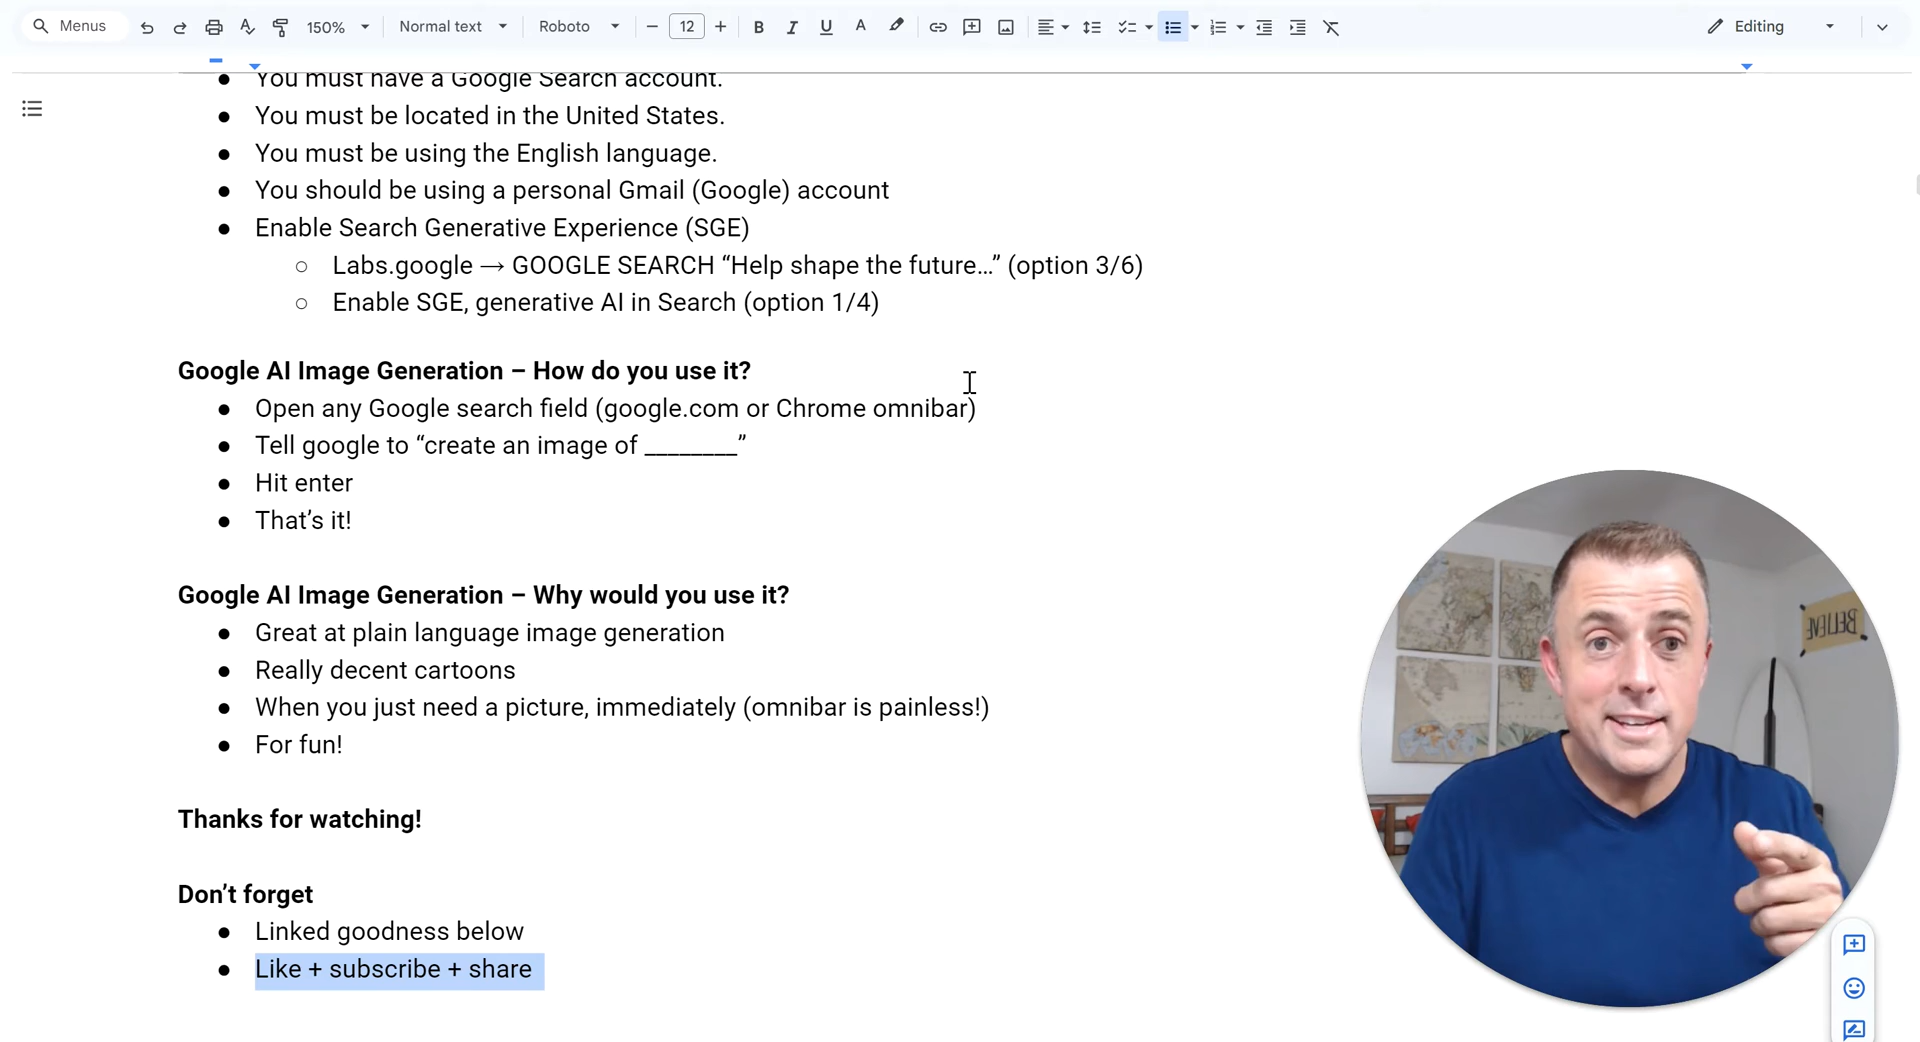 Menus
150%
Normal text
Roboto
12
B
I
U
A
Editing
You must have a Google Search account.
You must be located in the United States.
You must be using the English language.
You should be using a personal Gmail (Google) account
Enable Search Generative Experience (SGE)
Labs.google → GOOGLE SEARCH “Help shape the future…” (option 3/6)
Enable SGE, generative AI in Search (option 1/4)
Google AI Image Generation – How do you use it?
Open any Google search field (google.com or Chrome omnibar)
Tell google to “create an image of ________”
Hit enter
That’s it!
Google AI Image Generation – Why would you use it?
Great at plain language image generation
Really decent cartoons
When you just need a picture, immediately (omnibar is painless!)
For fun!
Thanks for watching!
Don’t forget
Linked goodness below
Like + subscribe + share
BELIEVE